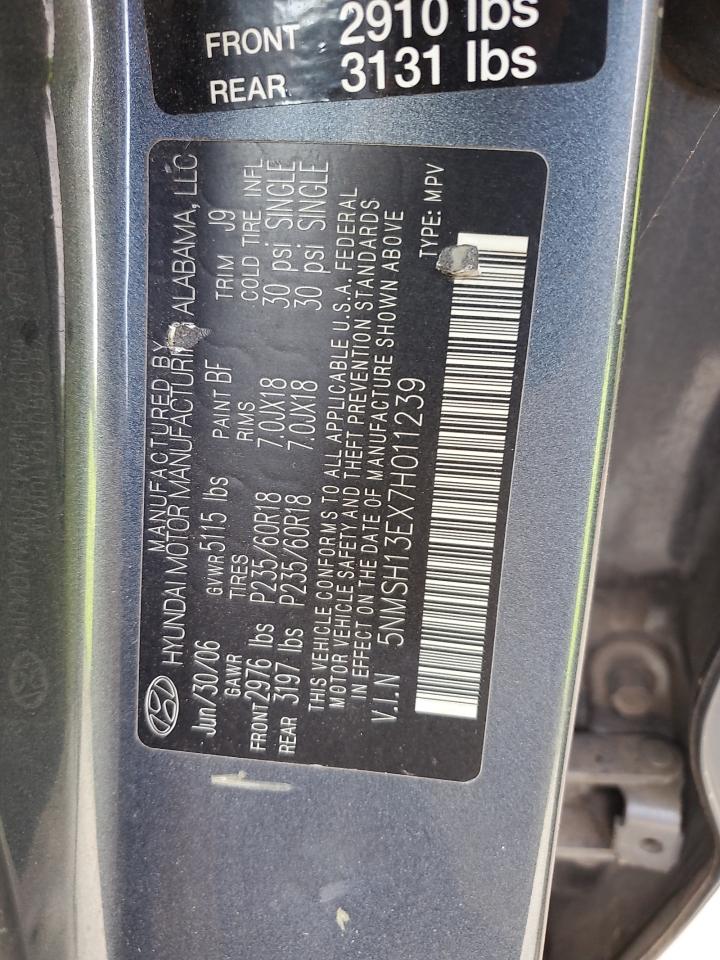 FRONT 2910 lbs
REAR 3131 lbs
MANUFACTURED BY
HYUNDAI MOTOR MANUFACTURING ALABAMA, LLC
Jun/30/06 GVWR 5115 lbs PAINT BF TRIM J9
GAWR TIRES RIMS COLD TIRE INFL
FRONT 2976 lbs P235/60R18 7.0JX18 30 psi SINGLE
REAR 3197 lbs P235/60R18 7.0JX18 30 psi SINGLE
THIS VEHICLE CONFORMS TO ALL APPLICABLE U.S.A. FEDERAL
MOTOR VEHICLE SAFETY AND THEFT PREVENTION STANDARDS
IN EFFECT ON THE DATE OF MANUFACTURE SHOWN ABOVE
V.I.N 5NMSH13EX7H011239 TYPE: MPV